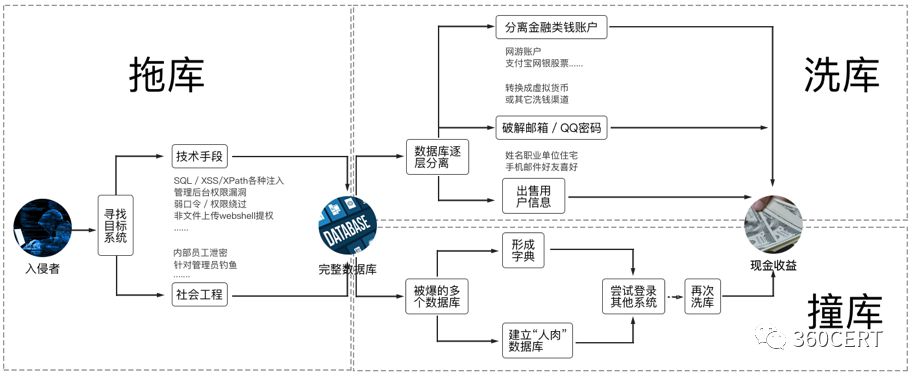 拖库
技术手段
SQL / XSS/XPath各种注入
管理后台权限漏洞
弱口令 / 权限绕过
非文件上传webshell提权
......
寻找
目标
系统
入侵者
内部员工泄密
针对管理员钓鱼
.......
社会工程
DATABASE
完整数据库
洗库
分离金融类钱账户
网游账户
支付宝网银股票......
转换成虚拟货币
或其它洗钱渠道
数据库逐
层分离
破解邮箱 / QQ密码
姓名职业单位住宅
手机邮件好友喜好
出售用
户信息
现金收益
撞库
被爆的多
个数据库
形成
字典
建立“人肉”
数据库
尝试登录
其他系统
再次
洗库
360CERT